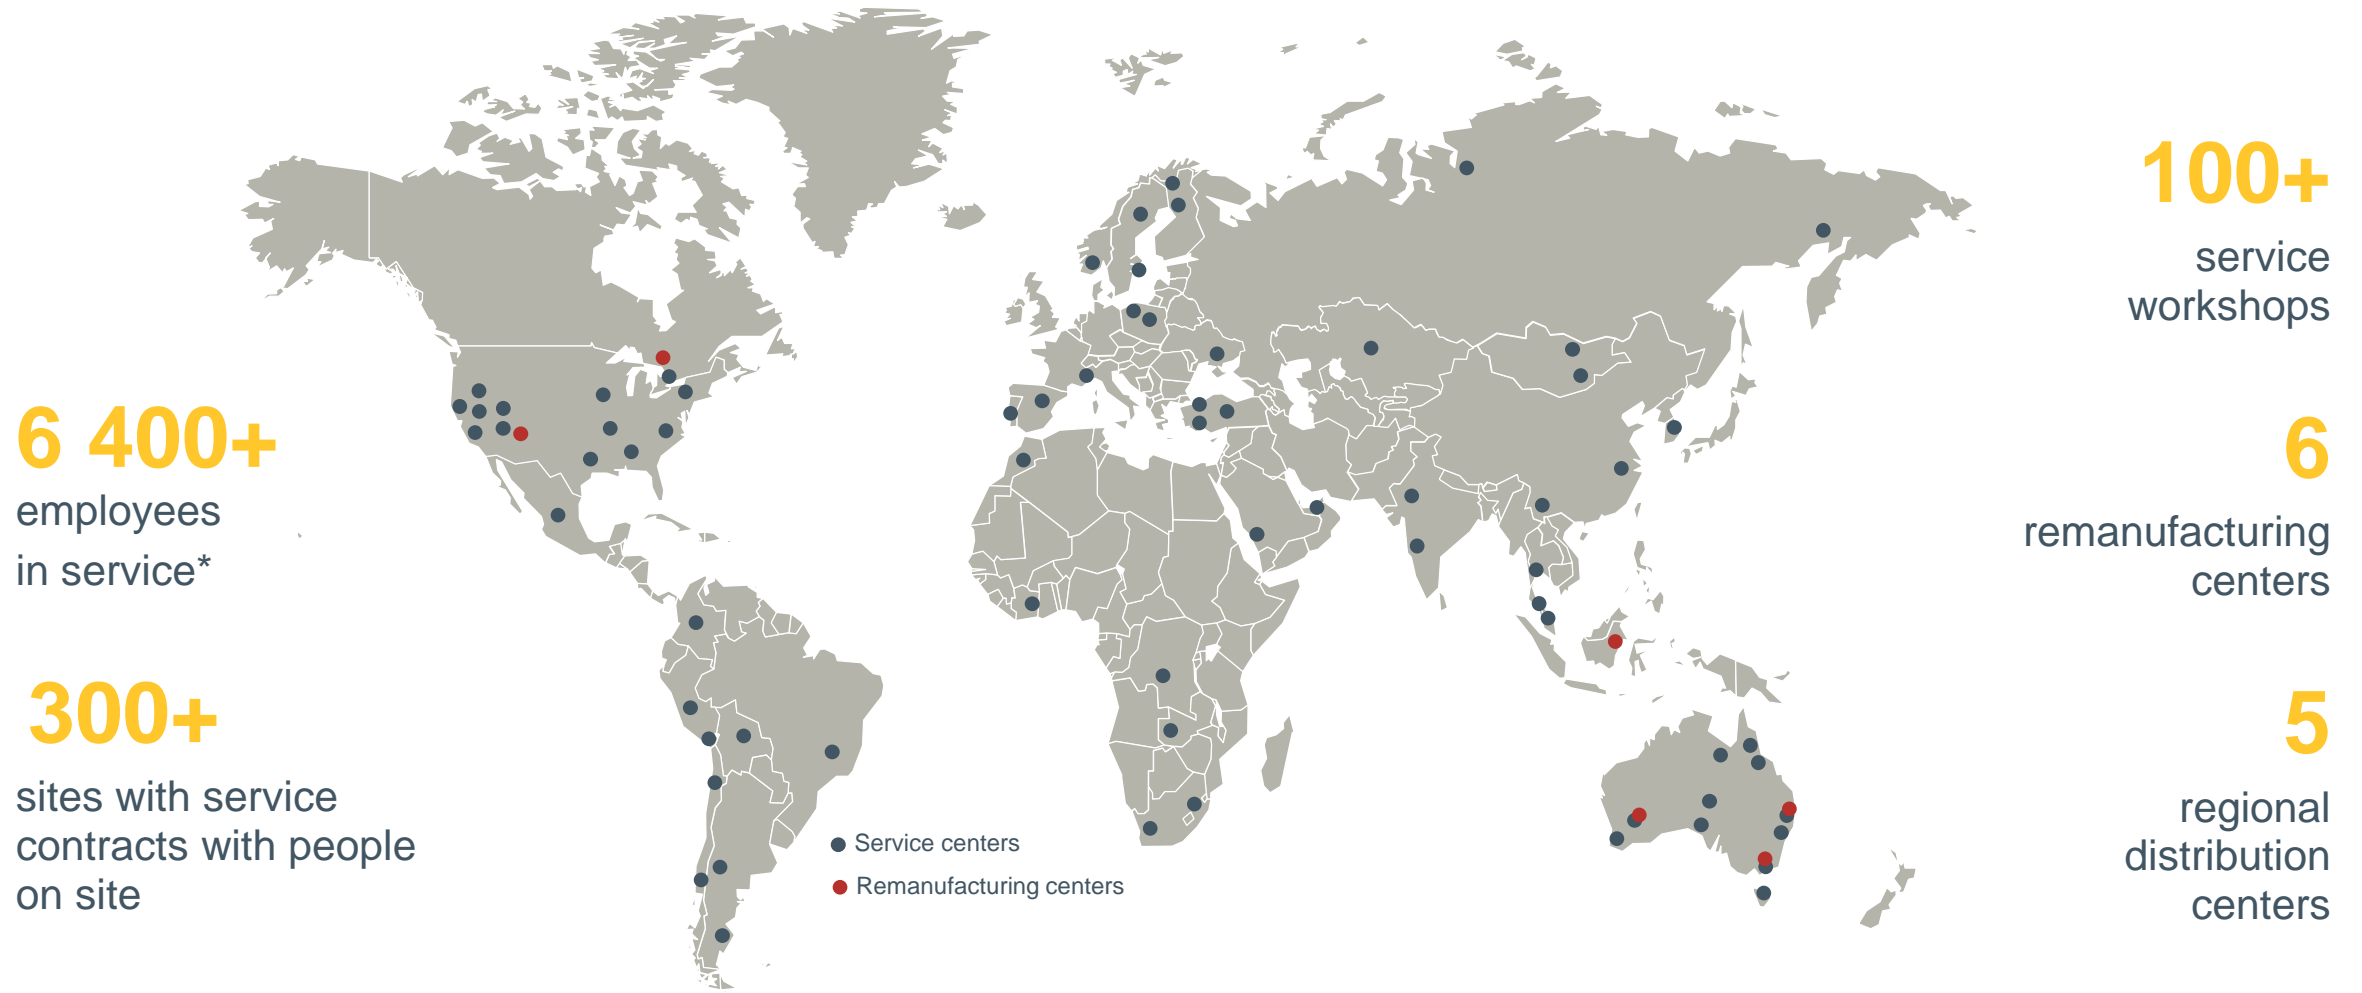 6 400+
employees
in service*
300+
sites with service
contracts with people
on site
Service centers
Remanufacturing centers
100+
service
workshops
6
remanufacturing
centers
5
regional
distribution
centers